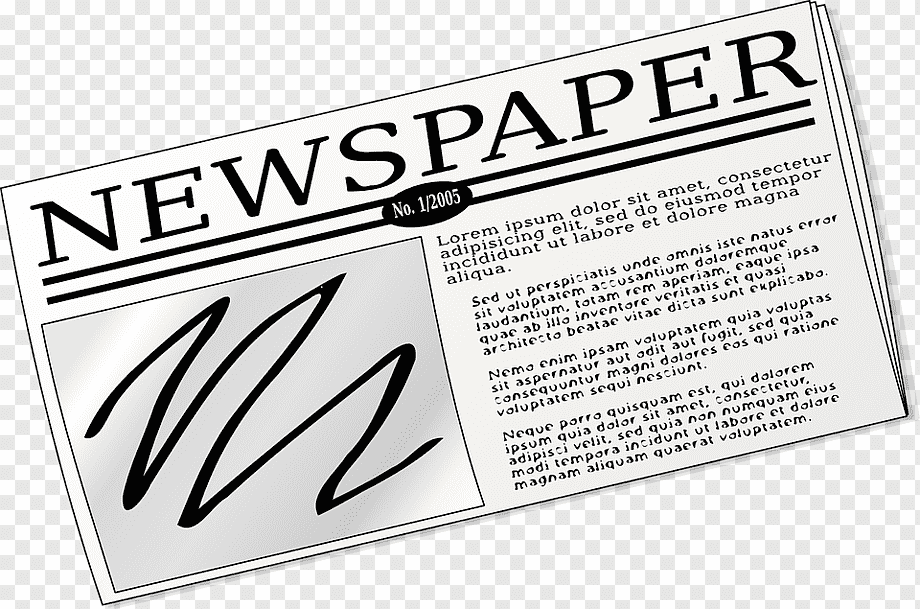 NEWSPAPER
No. 1/2005
Lorem ipsum dolor sit amet, consectetur
adipisicing elit, sed do eiusmod tempor
incididunt ut labore et dolore magna
aliqua.
Sed ut perspiciatis unde omnis iste natus error
sit voluptatem accusantium doloremque
laudantium, totam rem aperiam, eaque ipsa
quae ab illo inventore veritatis et quasi
architecto beatae vitae dicta sunt explicabo.
Nemo enim ipsam voluptatem quia voluptas
sit aspernatur aut odit aut fugit, sed quia
consequuntur magni dolores eos qui ratione
voluptatem sequi nesciunt.
Neque porro quisquam est, qui dolorem
ipsum quia dolor sit amet, consectetur,
adipisci velit, sed quia non numquam eius
modi tempora incidunt ut labore et dolore
magnam aliquam quaerat voluptatem.